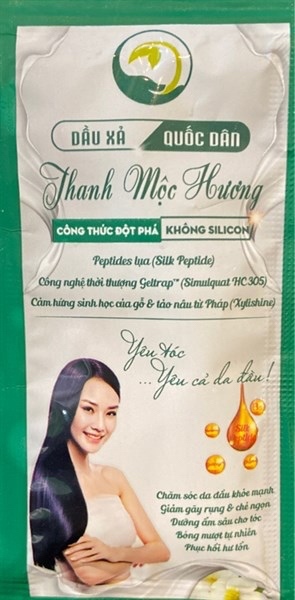 DẦU XẢ QUỐC DÂN
Thanh Mộc Hương
CÔNG THỨC ĐỘT PHÁ KHÔNG SILICON
Peptides lụa (Silk Peptide)
Công nghệ thời thượng Geltrap™ (Simulquat HC 305)
Cảm hứng sinh học của gỗ & tảo nâu từ Pháp (Xylishine)
Yêu tóc
... Yêu cả da đầu!
Silk
Peptide
Chăm sóc da đầu khỏe mạnh
Giảm gãy rụng & chẻ ngọn
Dưỡng ẩm sâu cho tóc
Bóng mượt tự nhiên
Phục hồi hư tổn